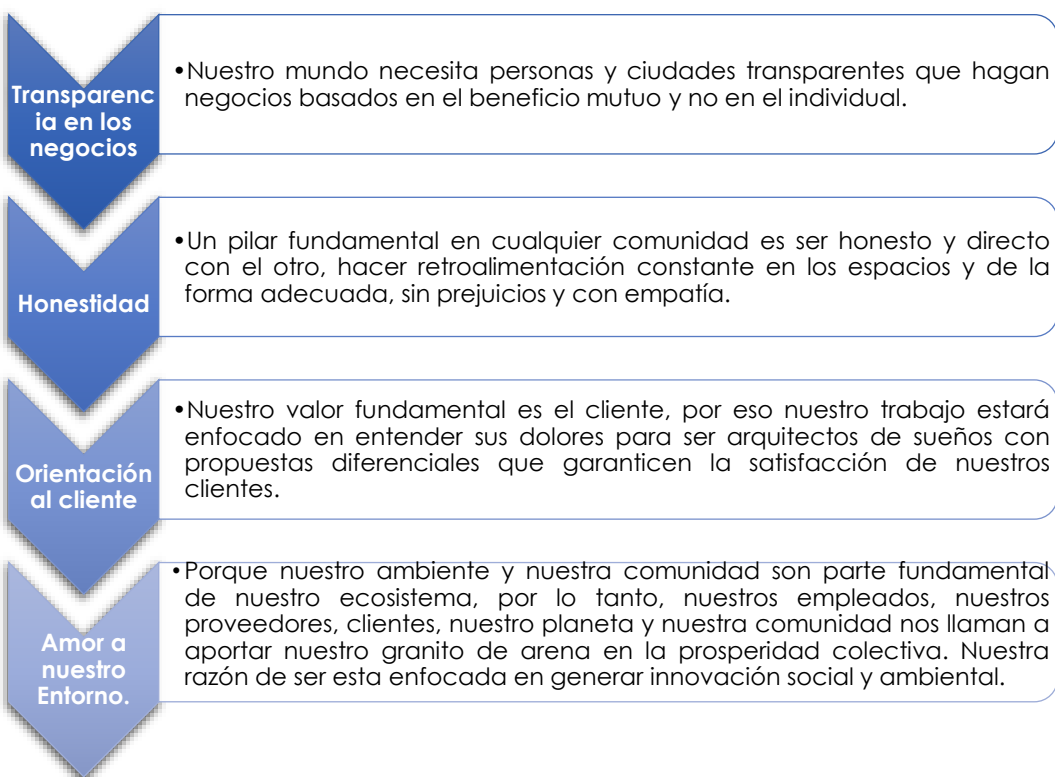 Transparenc
ia en los
negocios
•Nuestro mundo necesita personas y ciudades transparentes que hagan
negocios basados en el beneficio mutuo y no en el individual.
Honestidad
•Un pilar fundamental en cualquier comunidad es ser honesto y directo
con el otro, hacer retroalimentación constante en los espacios y de la
forma adecuada, sin prejuicios y con empatía.
Orientación
al cliente
•Nuestro valor fundamental es el cliente, por eso nuestro trabajo estará
enfocado en entender sus dolores para ser arquitectos de sueños con
propuestas diferenciales que garanticen la satisfacción de nuestros
clientes.
Amor a
nuestro
Entorno.
•Porque nuestro ambiente y nuestra comunidad son parte fundamental
de nuestro ecosistema, por lo tanto, nuestros empleados, nuestros
proveedores, clientes, nuestro planeta y nuestra comunidad nos llaman a
aportar nuestro granito de arena en la prosperidad colectiva. Nuestra
razón de ser esta enfocada en generar innovación social y ambiental.